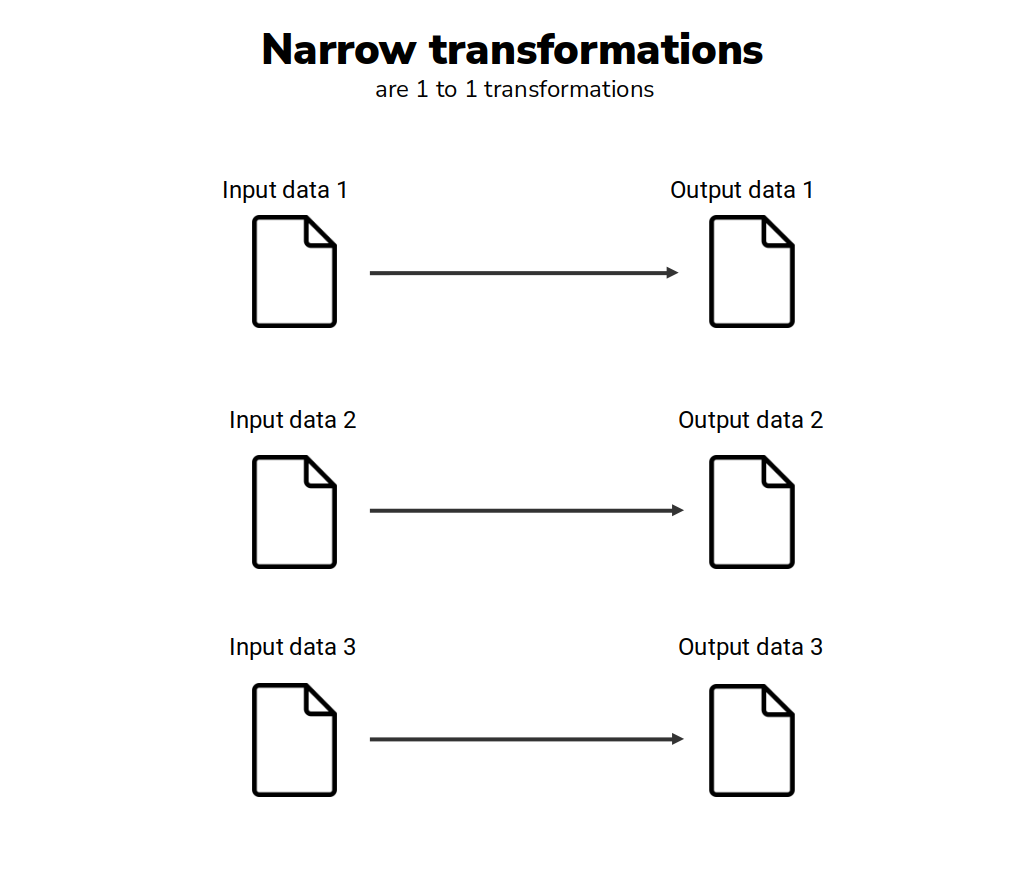 Narrow transformations
are 1 to 1 transformations
Input data 1
Output data 1
Input data 2
Output data 2
Input data 3
Output data 3